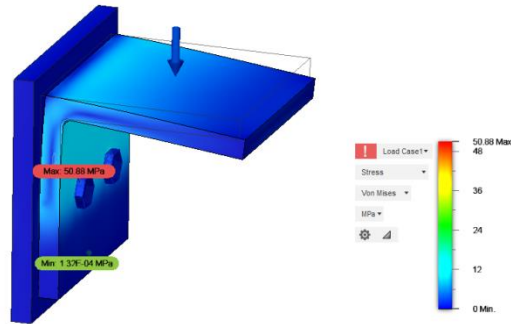 Max: 50.88 MPa
Min: 1.32E-04 MPa
! Load Case1
Stress
Von Mises
MPa
50.88 Max
48
36
24
12
0 Min.